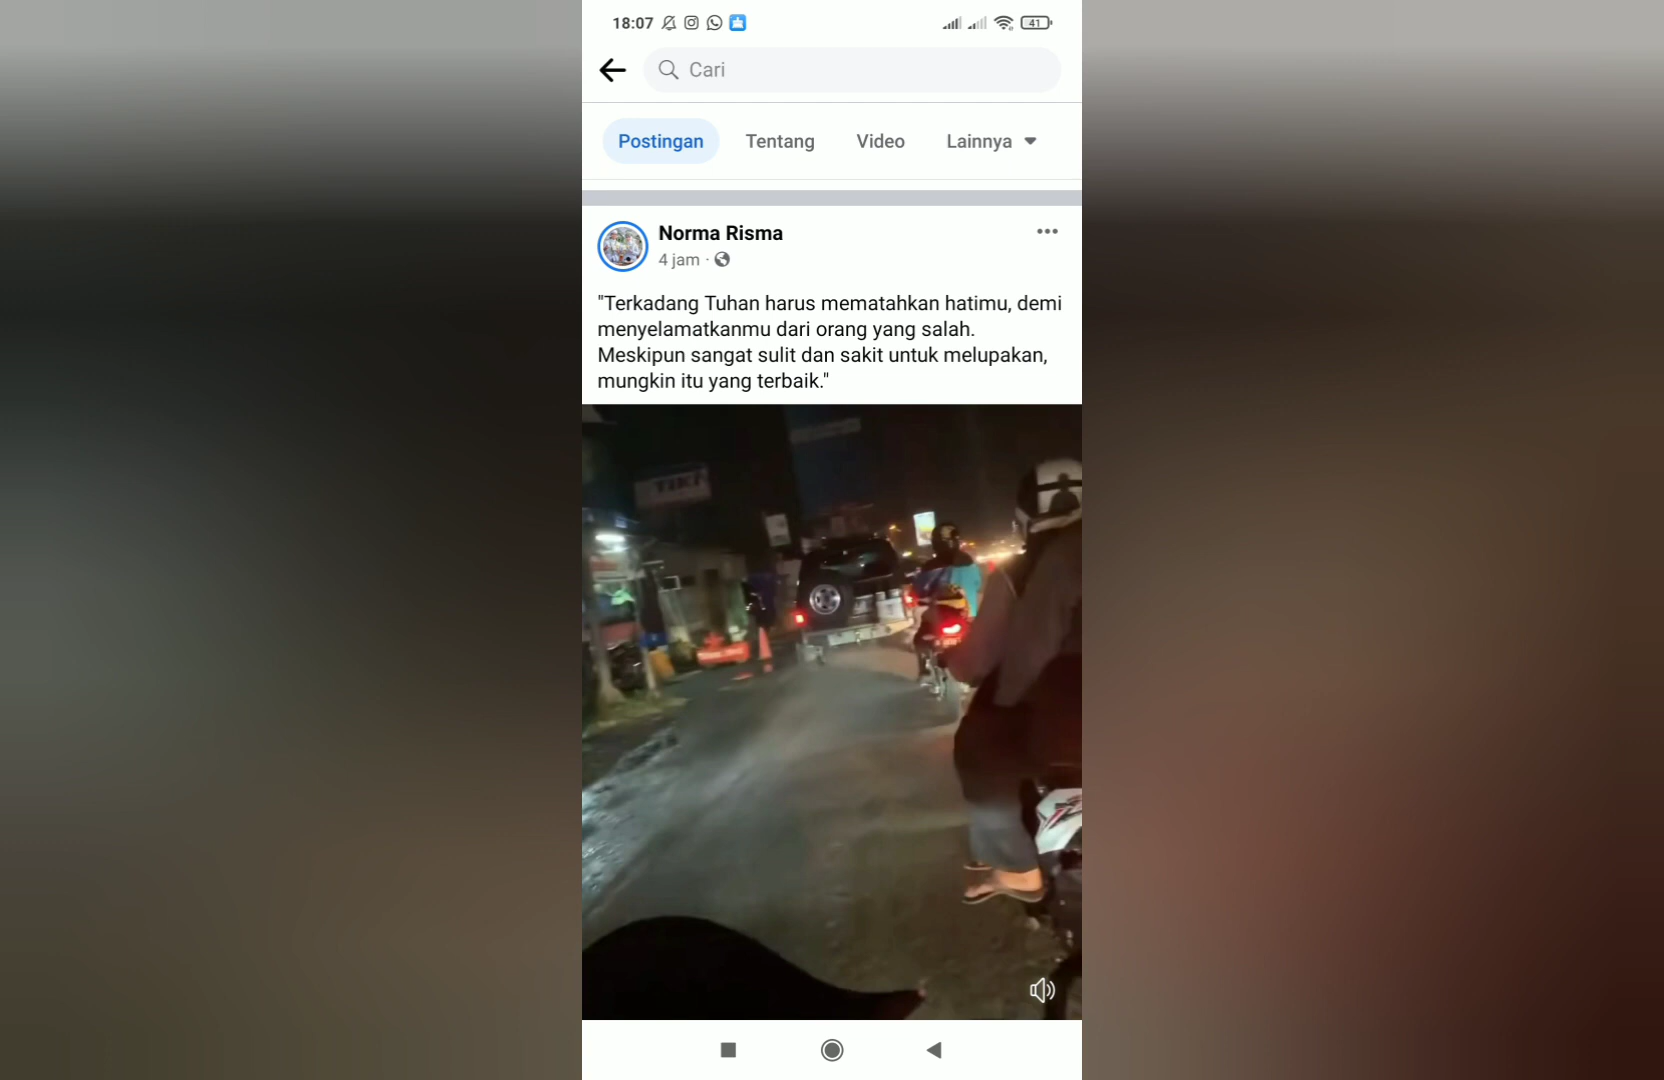 18:07
41
Cari
Postingan Tentang Video Lainnya
Norma Risma
4 jam
"Terkadang Tuhan harus mematahkan hatimu, demi
menyelamatkanmu dari orang yang salah.
Meskipun sangat sulit dan sakit untuk melupakan,
mungkin itu yang terbaik."
TIKI